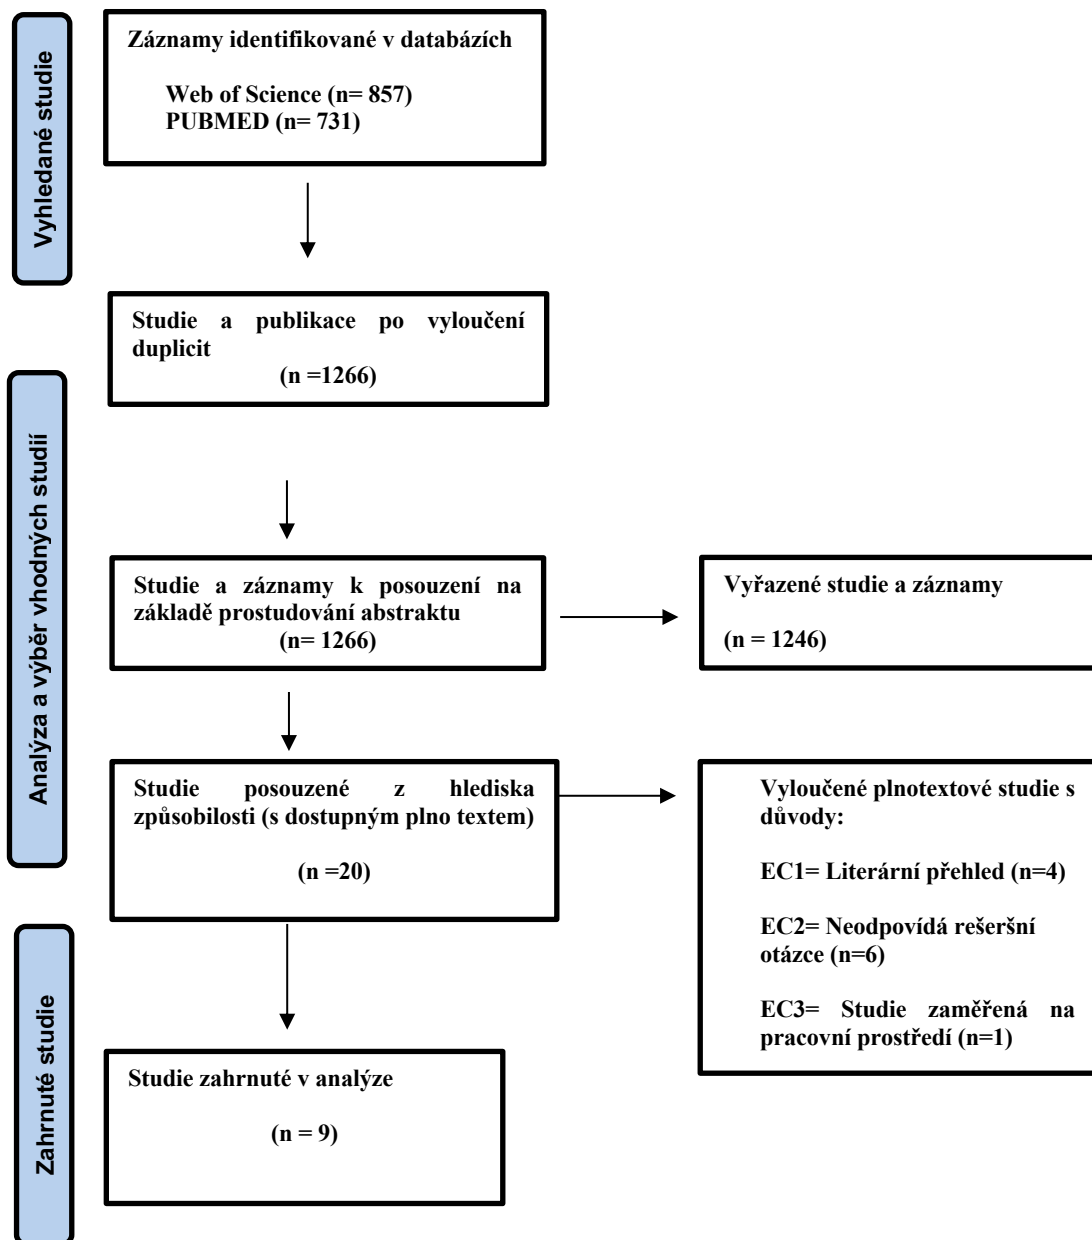 Vyhledané studie
Záznamy identifikované v databázích
Web of Science (n= 857)
PUBMED (n= 731)
Studie a publikace po vyloučení
duplicit
(n =1266)
Analýza a výběr vhodných studií
Studie a záznamy k posouzení na
základě prostudování abstraktu
(n= 1266)
Vyřazené studie a záznamy
(n = 1246)
Studie posouzené z hlediska
způsobilosti (s dostupným plno textem)
(n =20)
Vyloučené plnotextové studie s
důvody:
EC1= Literární přehled (n=4)
EC2= Neodpovídá rešeršní
otázce (n=6)
EC3= Studie zaměřená na
pracovní prostředí (n=1)
Zahrnuté studie
Studie zahrnuté v analýze
(n = 9)